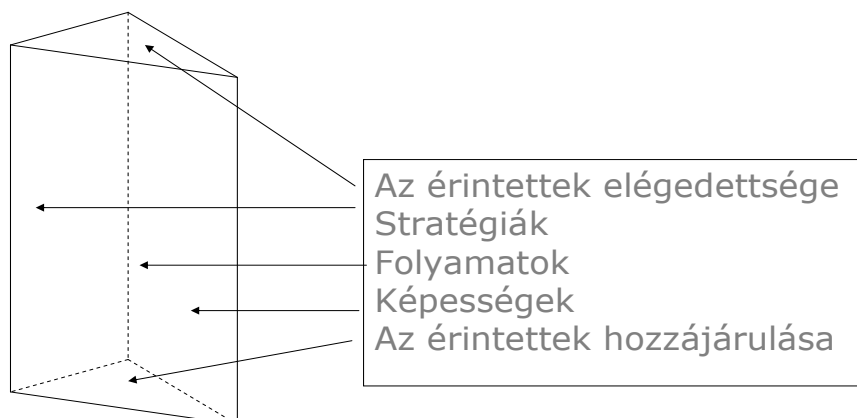 Az érintettek elégedettsége
Stratégiák
Folyamatok
Képességek
Az érintettek hozzájárulása